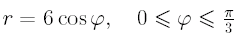 r = 6 cos φ, 0 ⩽ φ ⩽ π/3